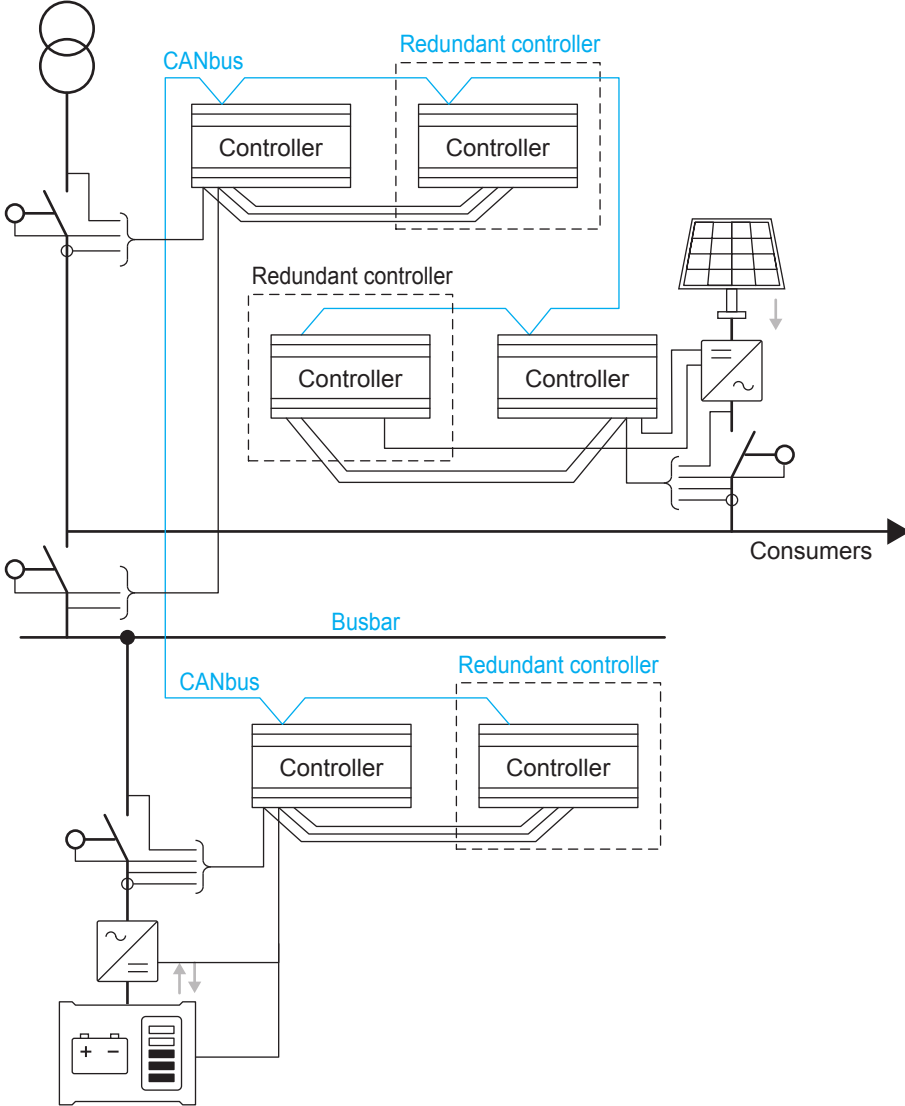 Redundant controller
CANbus
Controller
Controller
Redundant controller
Controller
Controller
Consumers
Busbar
Redundant controller
CANbus
Controller
Controller
+ −